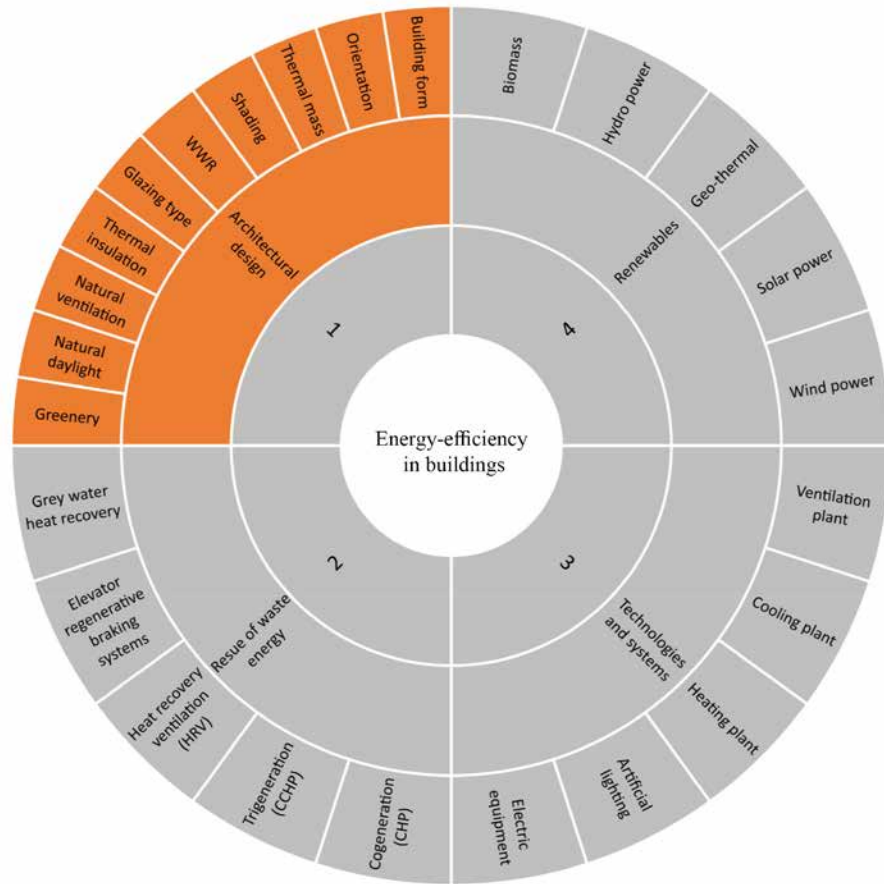 Energy-efficiency
in buildings
1
Architectural
design
Building form
Orientation
Thermal mass
Shading
WWR
Glazing type
Thermal
insulation
Natural
ventilation
Natural
daylight
Greenery
2
Resue of waste
energy
Grey water
heat recovery
Elevator
regenerative
braking
systems
Heat recovery
ventilation
(HRV)
Trigeneration
(CCHP)
Cogeneration
(CHP)
3
Technologies
and systems
Electric
equipment
Artificial
lighting
Heating plant
Cooling plant
Ventilation
plant
4
Renewables
Wind power
Solar power
Geo-thermal
Hydro power
Biomass